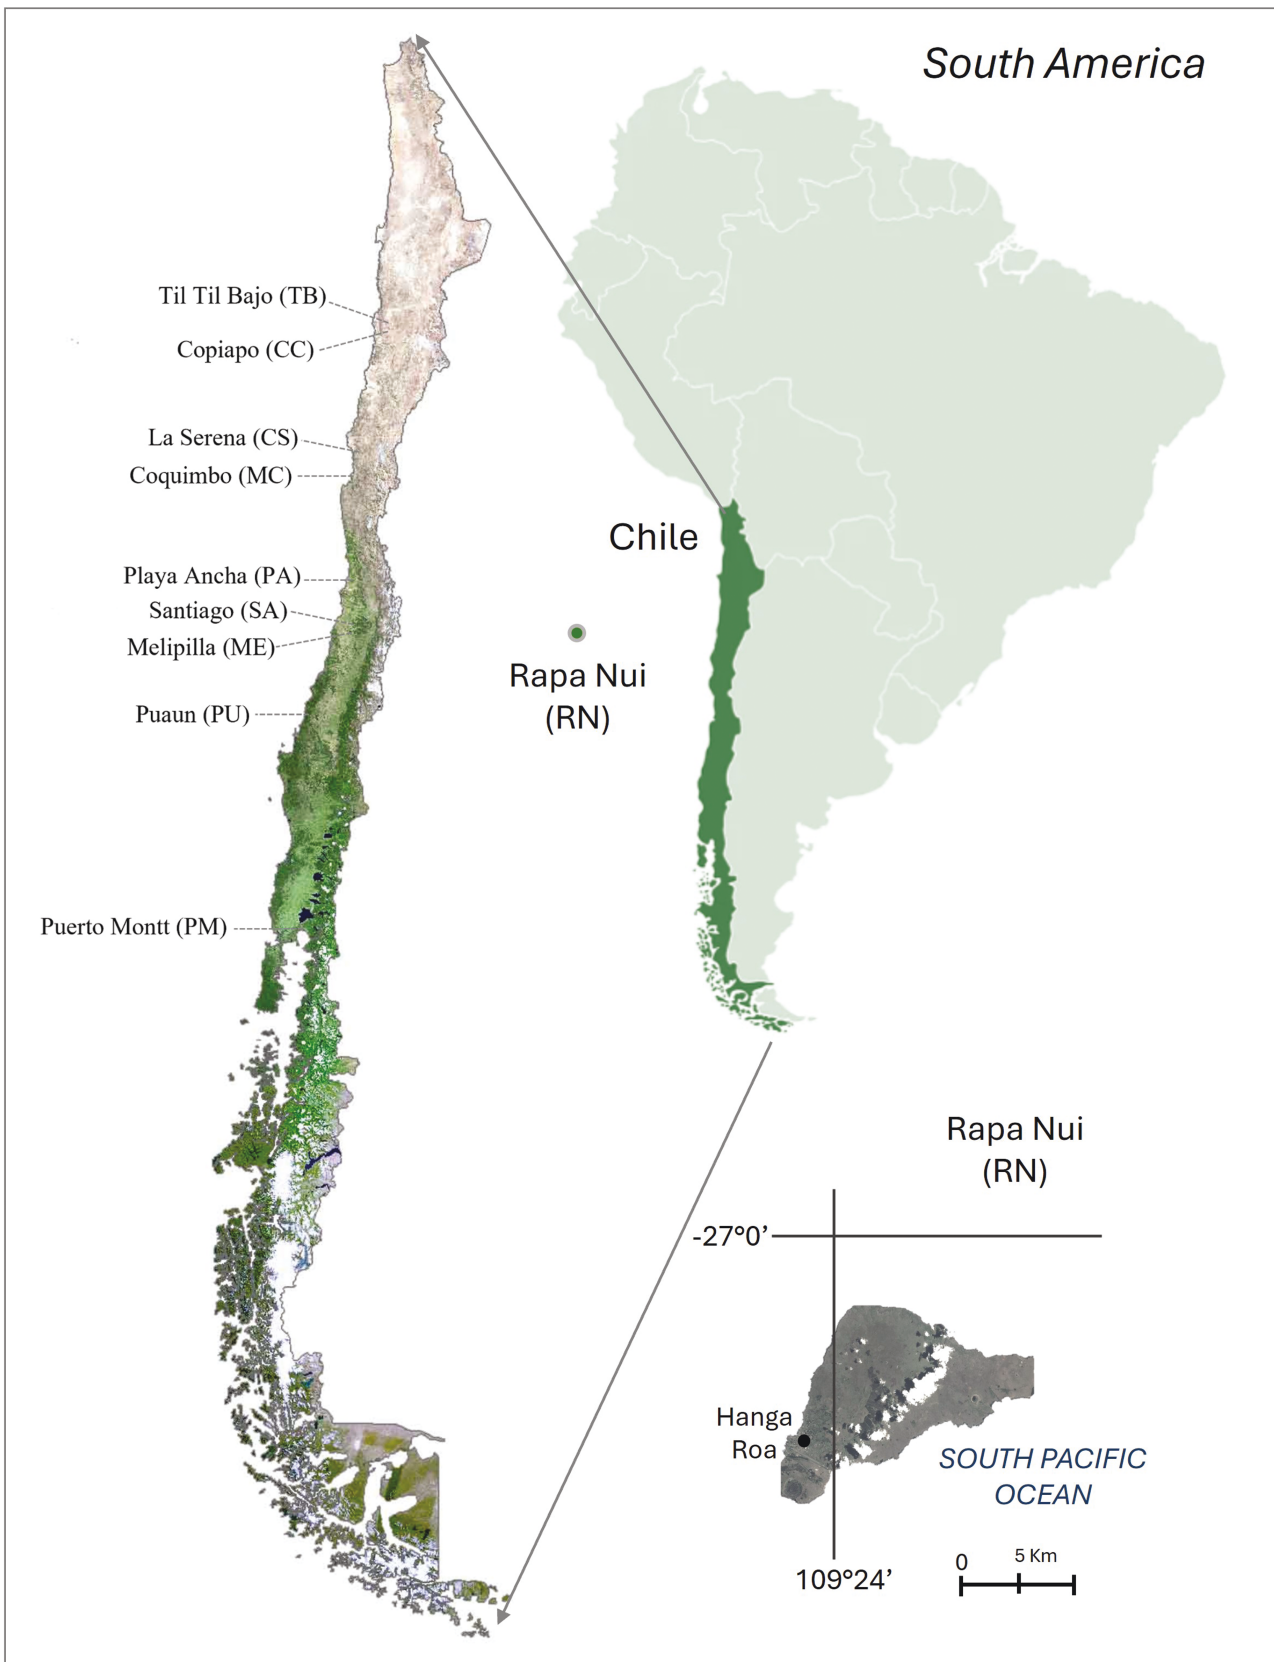 South America
Til Til Bajo (TB)
Copiapo (CC)
La Serena (CS)
Coquimbo (MC)
Playa Ancha (PA)
Santiago (SA)
Melipilla (ME)
Puaun (PU)
Puerto Montt (PM)
Chile
Rapa Nui
(RN)
Rapa Nui
(RN)
-27°0’
Hanga
Roa
SOUTH PACIFIC
OCEAN
109°24’
0
5 Km